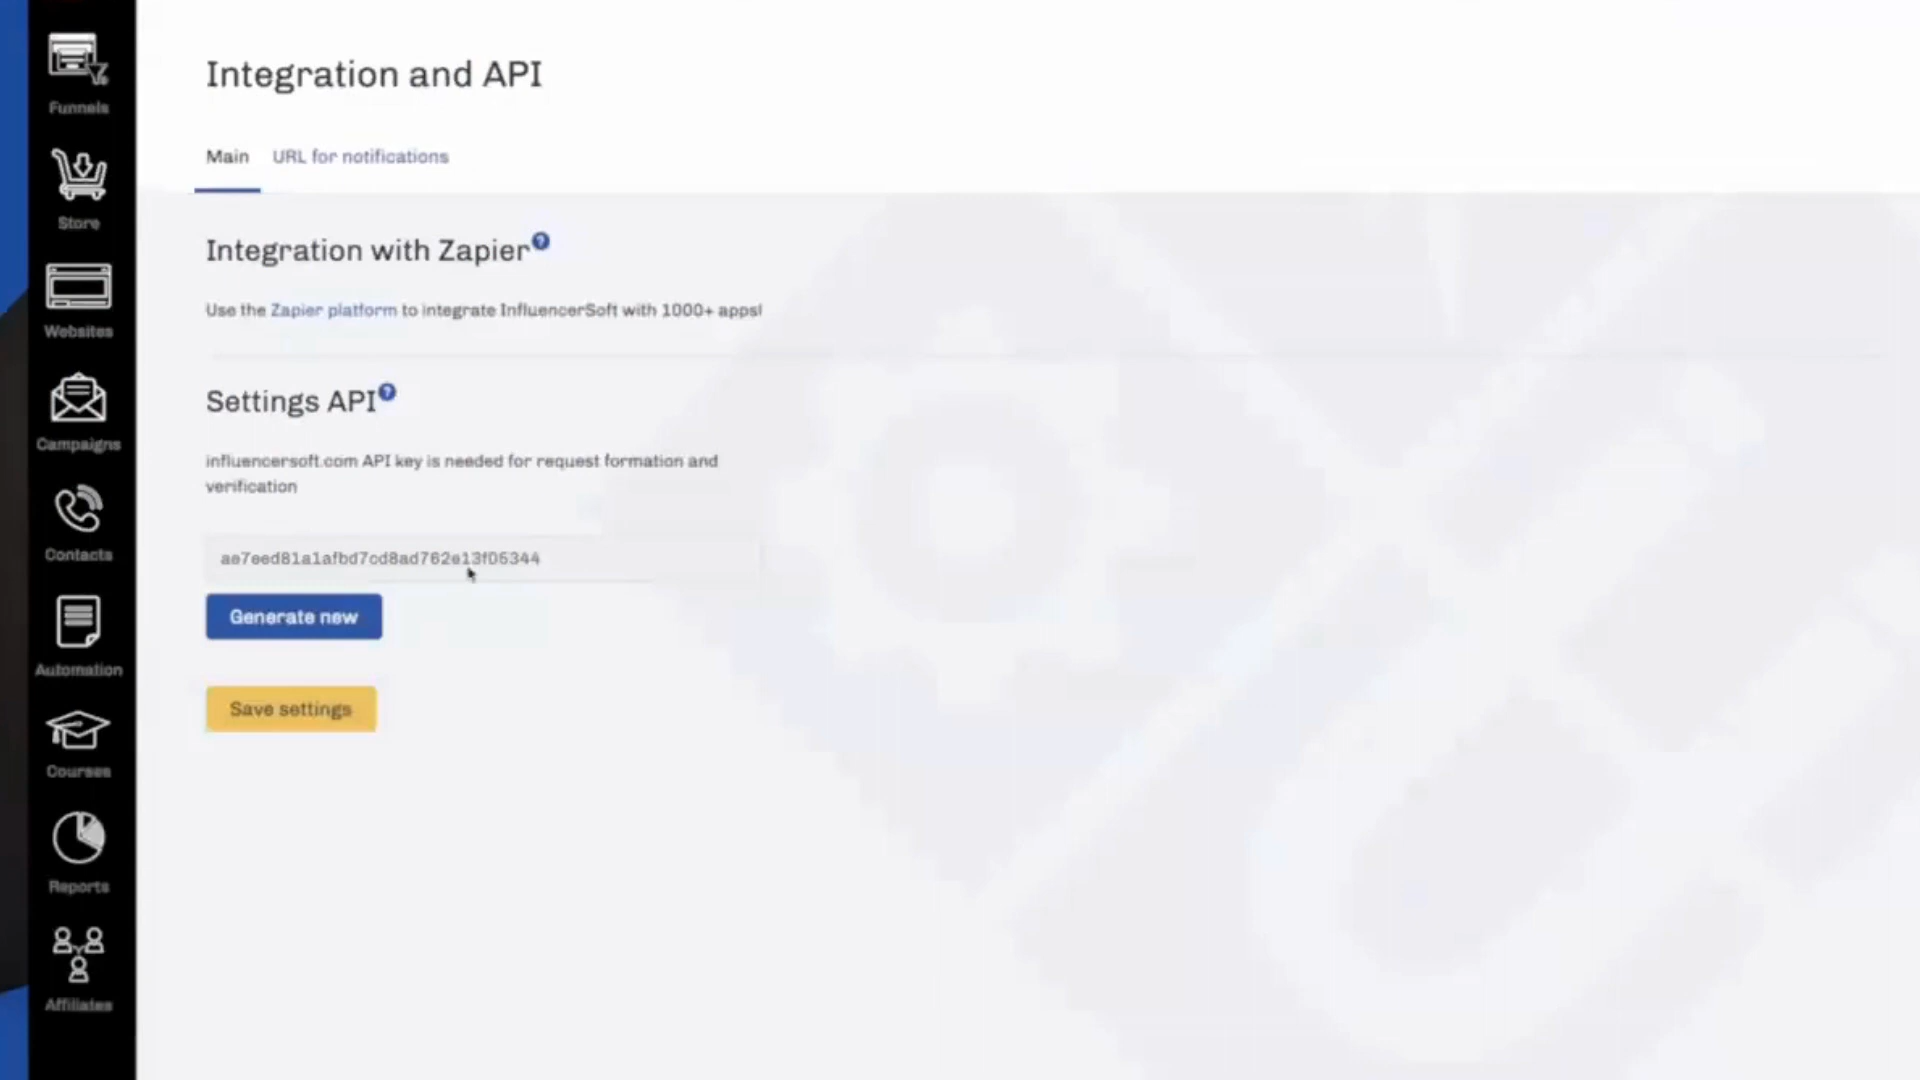 Integration and API
Main
URL for notifications
Integration with Zapier?
Use the Zapier platform to integrate InfluencerSoft with 1000+ apps!
Settings API?
influencersoft.com API key is needed for request formation and
verification
Generate new
Save settings
Funnels
Store
Websites
Campaigns
Contacts
Automation
Courses
Reports
Affiliates